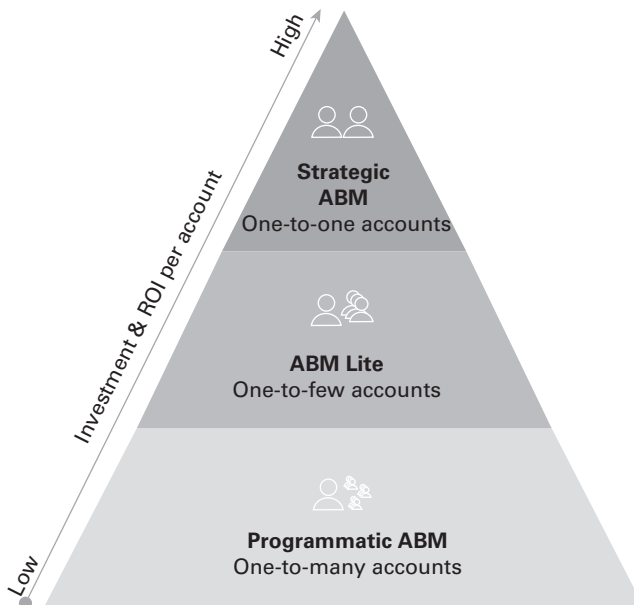 High
Investment & ROI per account
Low
Strategic
ABM
One-to-one accounts
ABM Lite
One-to-few accounts
Programmatic ABM
One-to-many accounts